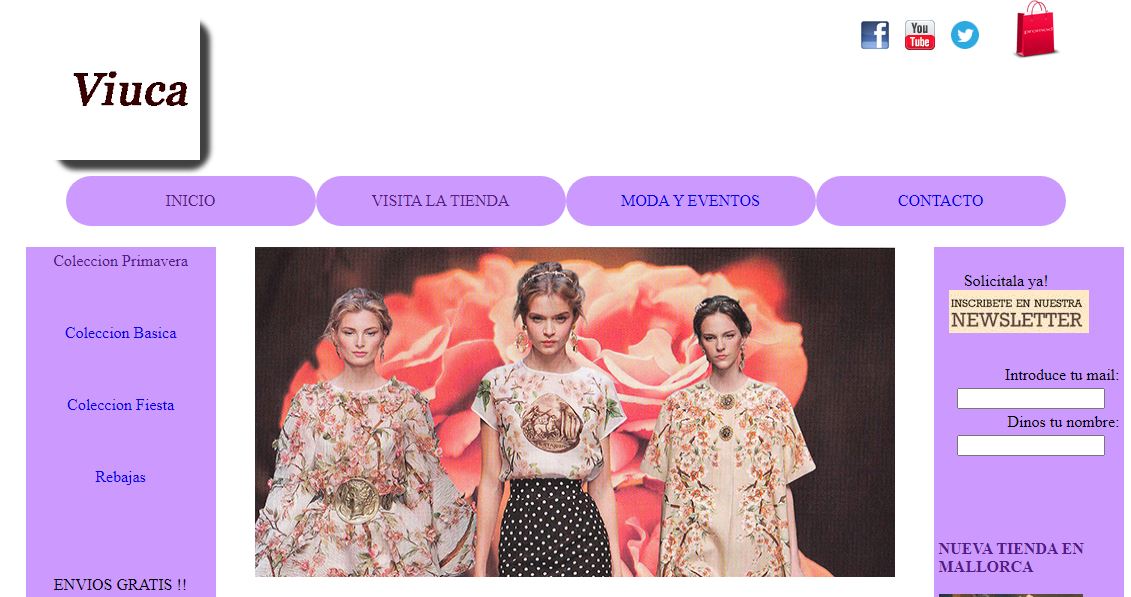 You
Tube
promod
Viuca
INICIO
VISITA LA TIENDA
MODA Y EVENTOS
CONTACTO
Coleccion Primavera
Coleccion Basica
Coleccion Fiesta
Rebajas
ENVIOS GRATIS !!
Solicitala ya!
INSCRIBETE EN NUESTRA
NEWSLETTER
Introduce tu mail:
Dinos tu nombre:
NUEVA TIENDA EN
MALLORCA